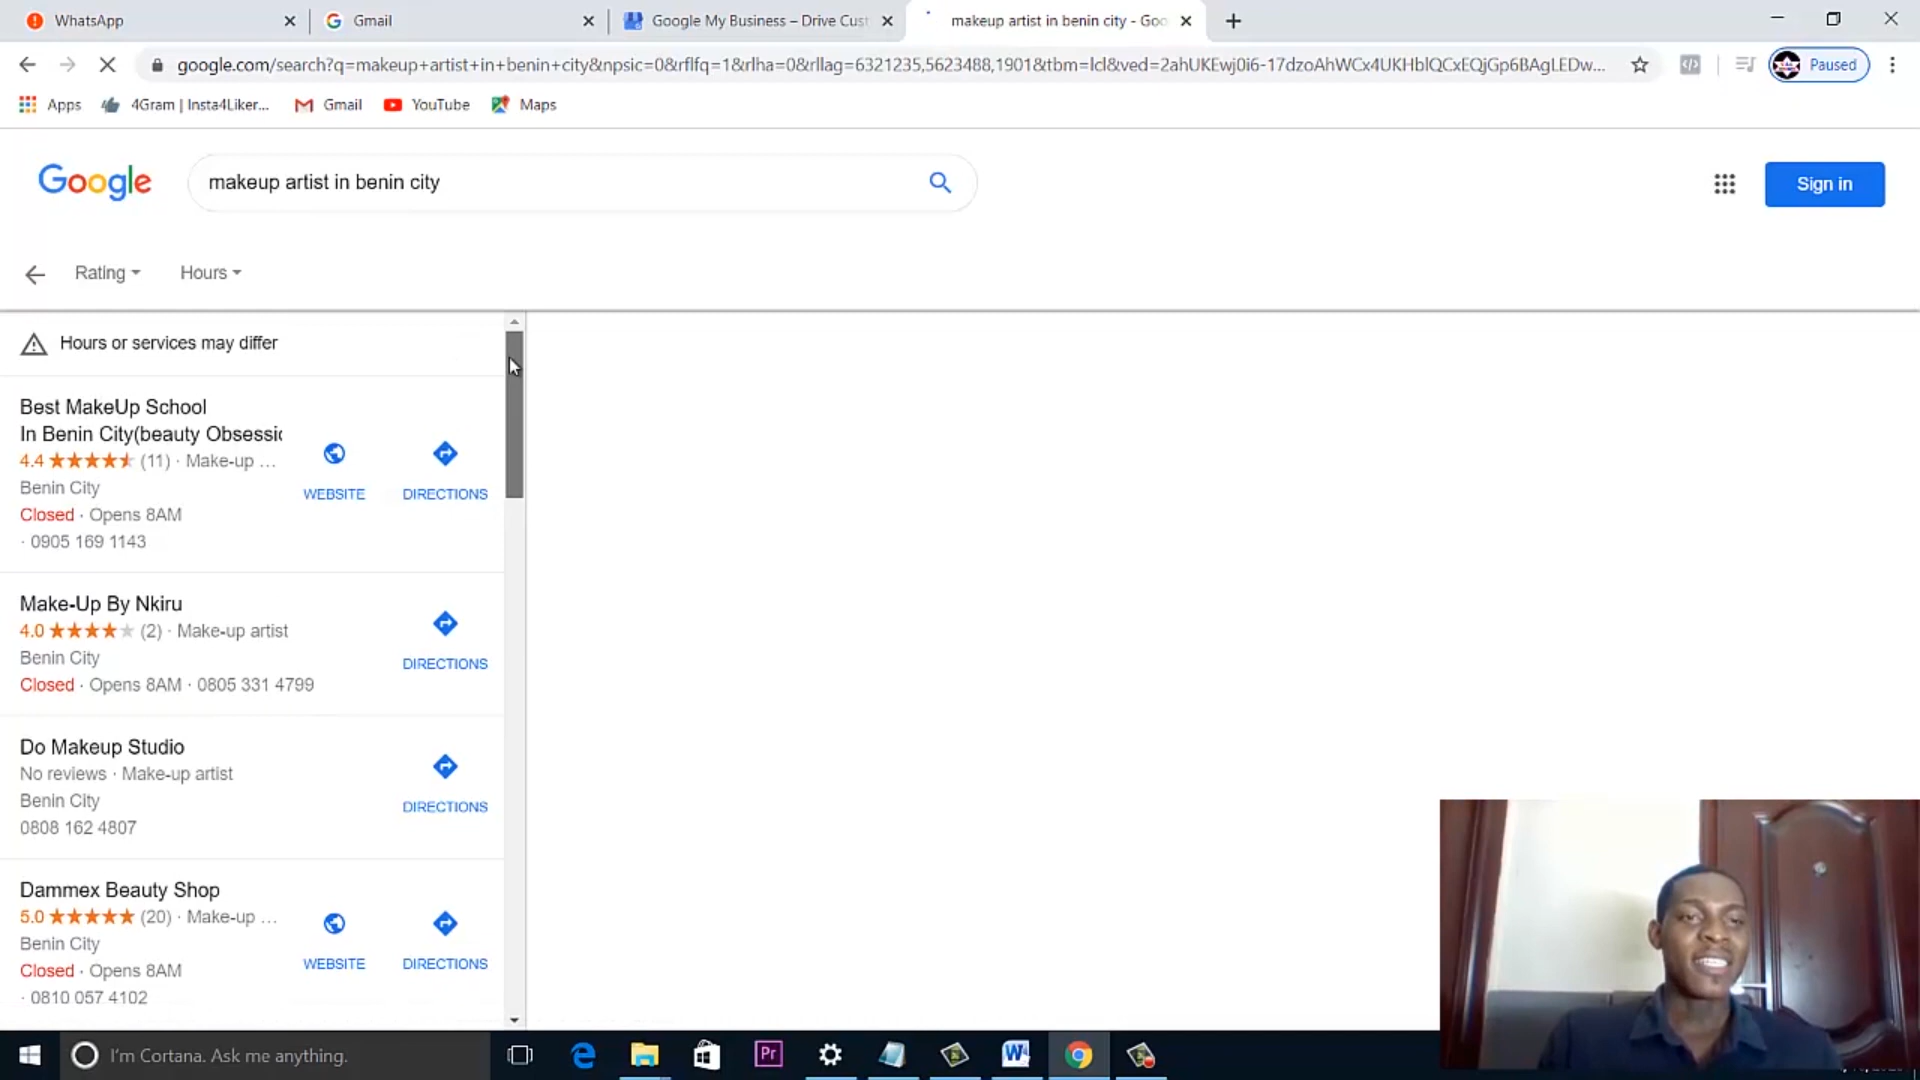 WhatsApp
Gmail
Google My Business – Drive Cust
makeup artist in benin city - Goo
google.com/search?q=makeup+artist+in+benin+city&npsic=0&rflfq=1&rlha=0&rllag=6321235,5623488,1901&tbm=lcl&ved=2ahUKEwj0i6-17dzoAhWCx4UKHblQCxEQjGp6BAgLEDw...
Paused
Apps
4Gram | Insta4Liker...
Gmail
YouTube
Maps
Google
makeup artist in benin city
Sign in
Rating
Hours
Hours or services may differ
Best MakeUp School
In Benin City(beauty Obsessic
4.4 (11) · Make-up ...
Benin City
Closed · Opens 8AM
· 0905 169 1143
WEBSITE
DIRECTIONS
Make-Up By Nkiru
4.0 (2) · Make-up artist
Benin City
Closed · Opens 8AM · 0805 331 4799
DIRECTIONS
Do Makeup Studio
No reviews · Make-up artist
Benin City
0808 162 4807
DIRECTIONS
Dammex Beauty Shop
5.0 (20) · Make-up ...
Benin City
Closed · Opens 8AM
· 0810 057 4102
WEBSITE
DIRECTIONS
I'm Cortana. Ask me anything.
Pr
W